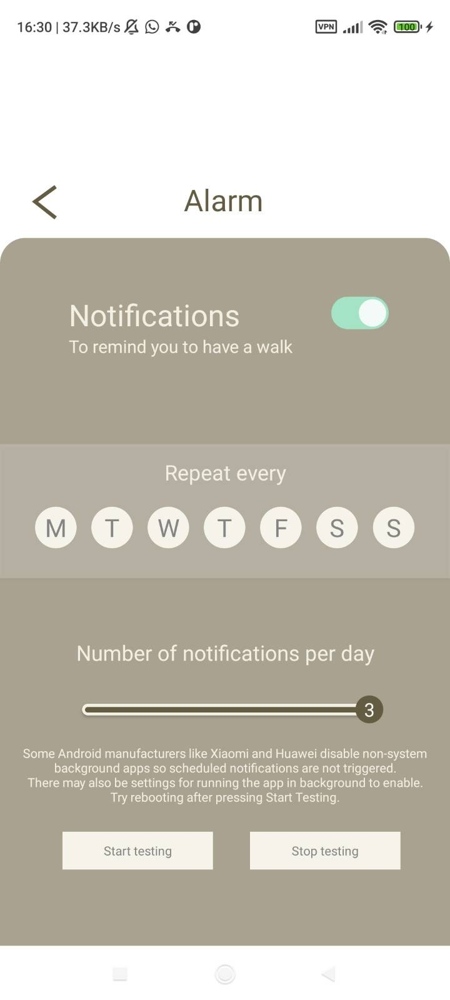 16:30 | 37.3KB/s VPN 100
Alarm
Notifications
To remind you to have a walk
Repeat every
M T W T F S S
Number of notifications per day
3
Some Android manufacturers like Xiaomi and Huawei disable non-system
background apps so scheduled notifications are not triggered.
There may also be settings for running the app in background to enable.
Try rebooting after pressing Start Testing.
Start testing Stop testing